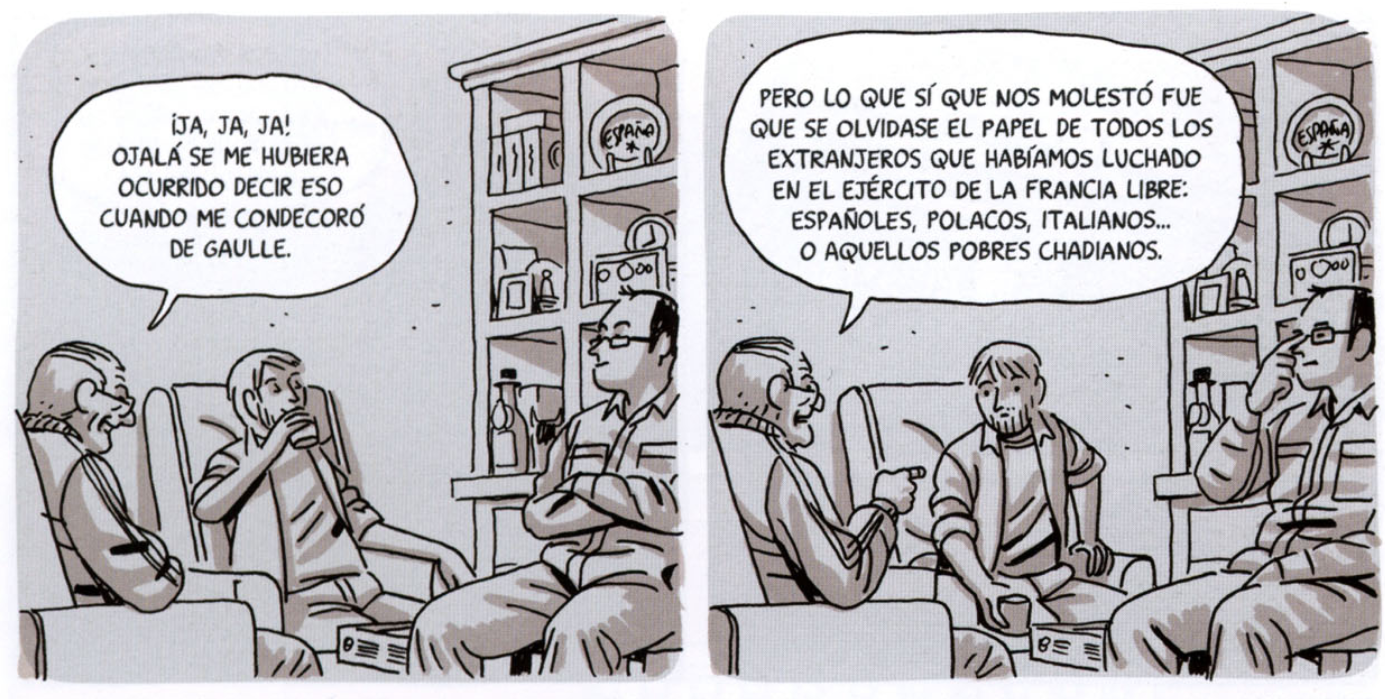 ¡JA, JA, JA!
OJALÁ SE ME HUBIERA
OCURRIDO DECIR ESO
CUANDO ME CONDECORÓ
DE GAULLE.
ESPAÑA
PERO LO QUE SÍ QUE NOS MOLESTÓ FUE
QUE SE OLVIDASE EL PAPEL DE TODOS LOS
EXTRANJEROS QUE HABÍAMOS LUCHADO
EN EL EJÉRCITO DE LA FRANCIA LIBRE:
ESPAÑOLES, POLACOS, ITALIANOS...
O AQUELLOS POBRES CHADIANOS.
ESPAÑA